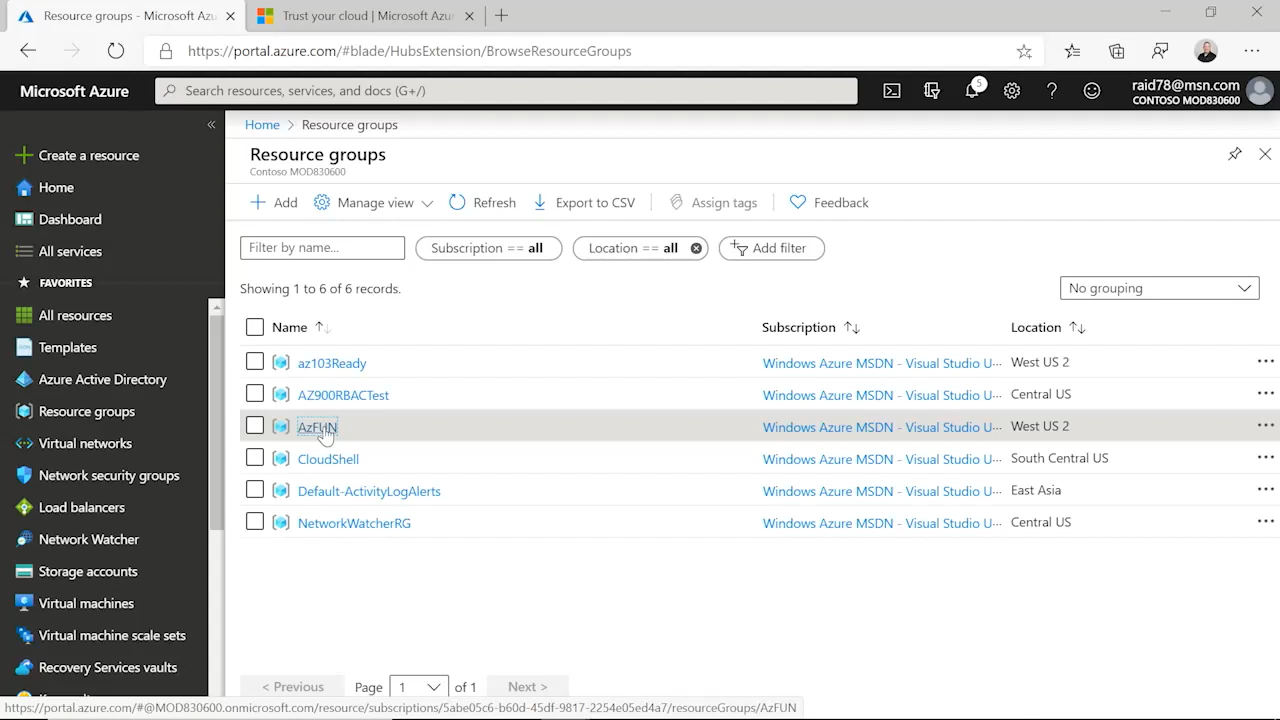 Resource groups - Microsoft Azu
Trust your cloud | Microsoft Azur
https://portal.azure.com/#blade/HubsExtension/BrowseResourceGroups
Microsoft Azure
Search resources, services, and docs (G+/)
5
raid78@msn.com
CONTOSO MOD830600
Create a resource
Home
Dashboard
All services
FAVORITES
All resources
Templates
Azure Active Directory
Resource groups
Virtual networks
Network security groups
Load balancers
Network Watcher
Storage accounts
Virtual machines
Virtual machine scale sets
Recovery Services vaults
Home > Resource groups
Resource groups
Contoso MOD830600
Add Manage view Refresh Export to CSV Assign tags Feedback
Filter by name... Subscription == all Location == all Add filter
Showing 1 to 6 of 6 records.
No grouping
Name Subscription Location
az103Ready Windows Azure MSDN - Visual Studio U··· West US 2
AZ900RBACTest Windows Azure MSDN - Visual Studio U··· Central US
AzFUN Windows Azure MSDN - Visual Studio U··· West US 2
CloudShell Windows Azure MSDN - Visual Studio U··· South Central US
Default-ActivityLogAlerts Windows Azure MSDN - Visual Studio U··· East Asia
NetworkWatcherRG Windows Azure MSDN - Visual Studio U··· Central US
< Previous Page 1 of 1 Next >
https://portal.azure.com/#@MOD830600.onmicrosoft.com/resource/subscriptions/5abe05c6-b60d-45df-9817-2254e05ed4a7/resourceGroups/AzFUN